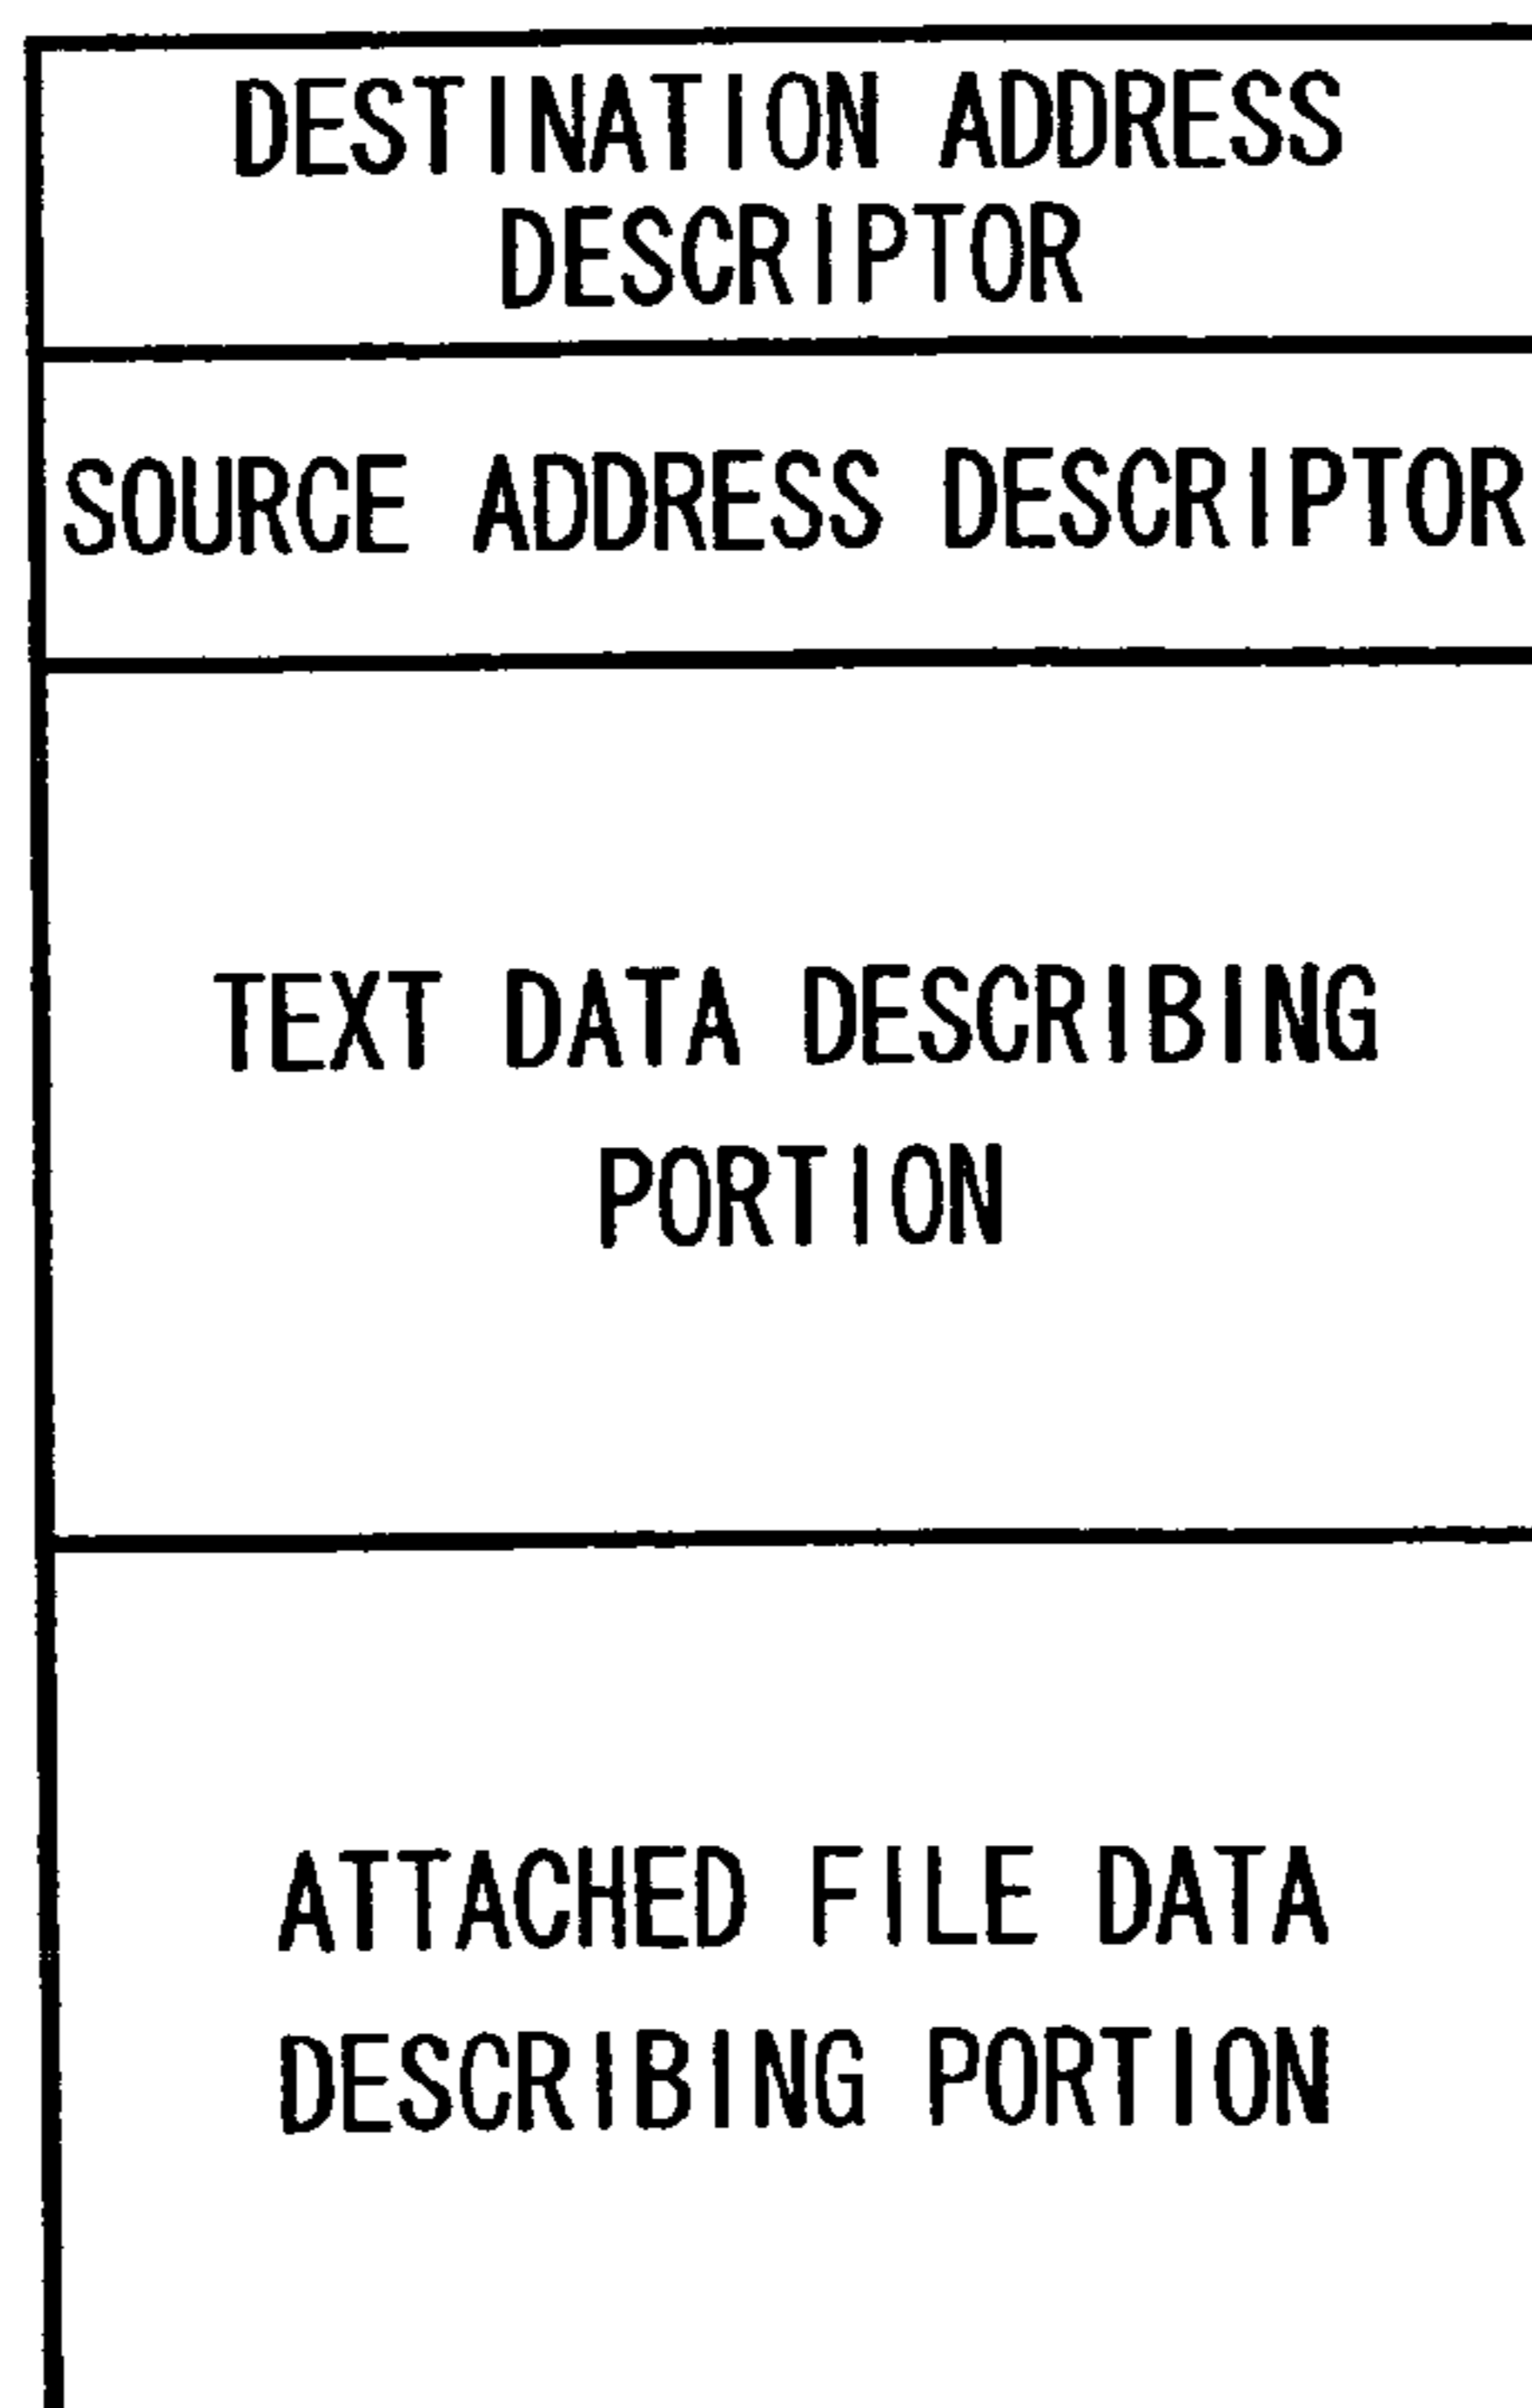 DESTINATION ADDRESS
DESCRIPTOR
SOURCE ADDRESS DESCRIPTOR
TEXT DATA DESCRIBING
PORTION
ATTACHED FILE DATA
DESCRIBING PORTION